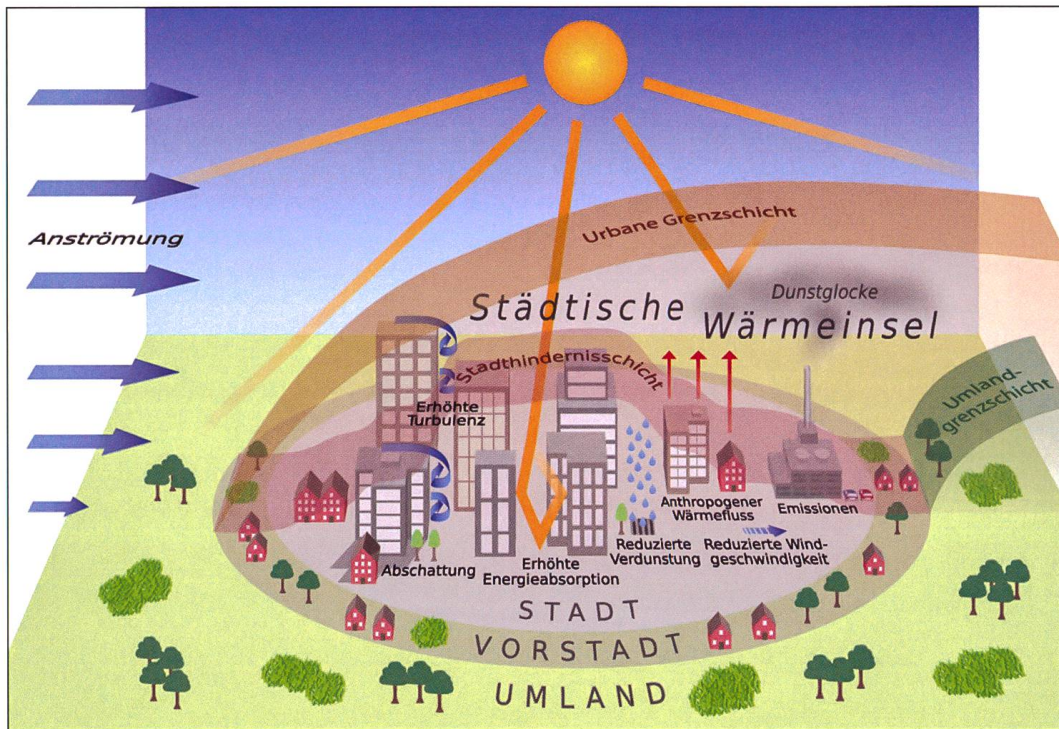 Anströmung
Urbane Grenzschicht
Dunstglocke
Städtische
Wärmeinsel
Stadthindernisschicht
Umland-
grenzschicht
Erhöhte
Turbulenz
Anthropogener
Wärmefluss
Emissionen
Abschattung
Erhöhte
Energieabsorption
Reduzierte
Verdunstung
Reduzierte Wind-
geschwindigkeit
STADT
VORSTADT
UMLAND